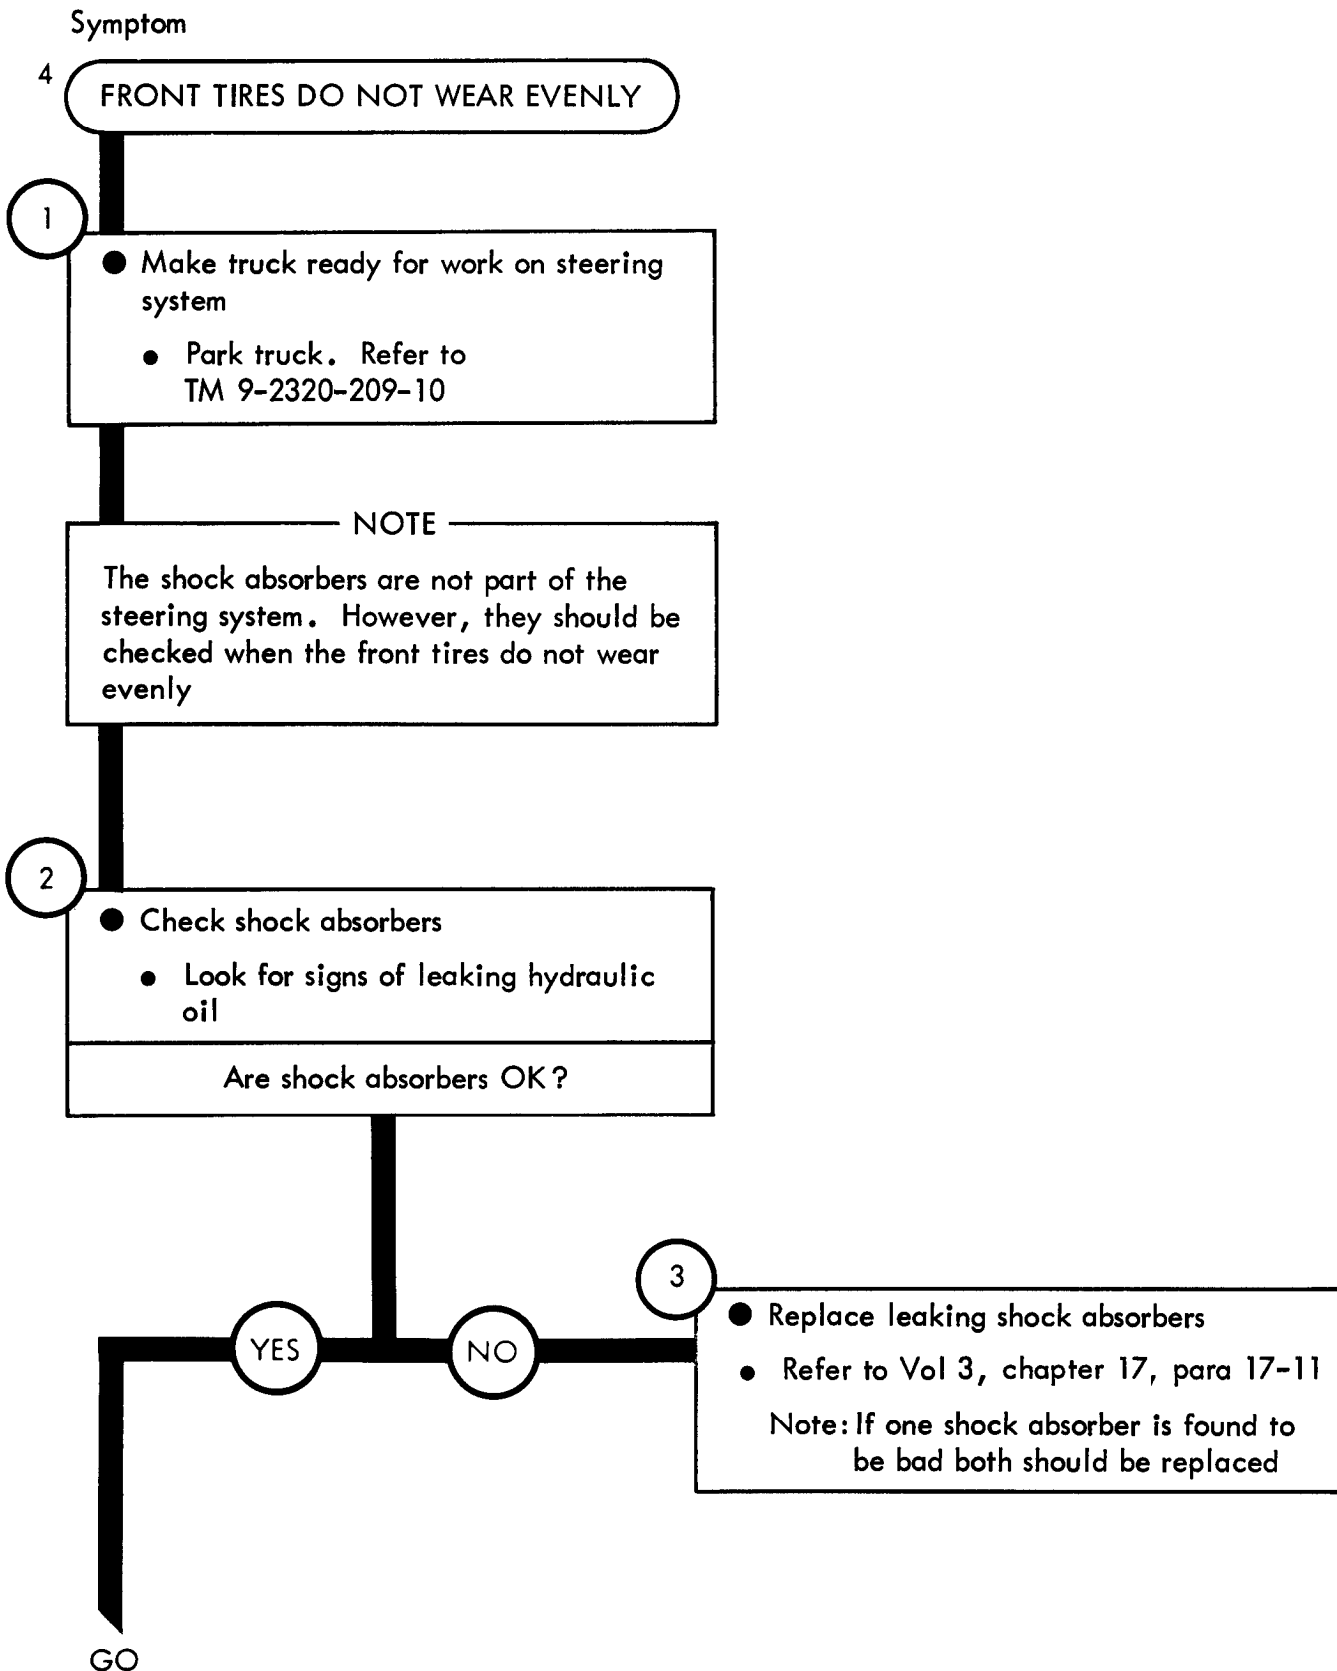 Symptom
4
FRONT TIRES DO NOT WEAR EVENLY
1
● Make truck ready for work on steering
system
● Park truck. Refer to
TM 9-2320-209-10
NOTE
The shock absorbers are not part of the
steering system. However, they should be
checked when the front tires do not wear
evenly
2
● Check shock absorbers
● Look for signs of leaking hydraulic
oil
Are shock absorbers OK?
YES
NO
3
● Replace leaking shock absorbers
● Refer to Vol 3, chapter 17, para 17-11
Note: If one shock absorber is found to
be bad both should be replaced
GO